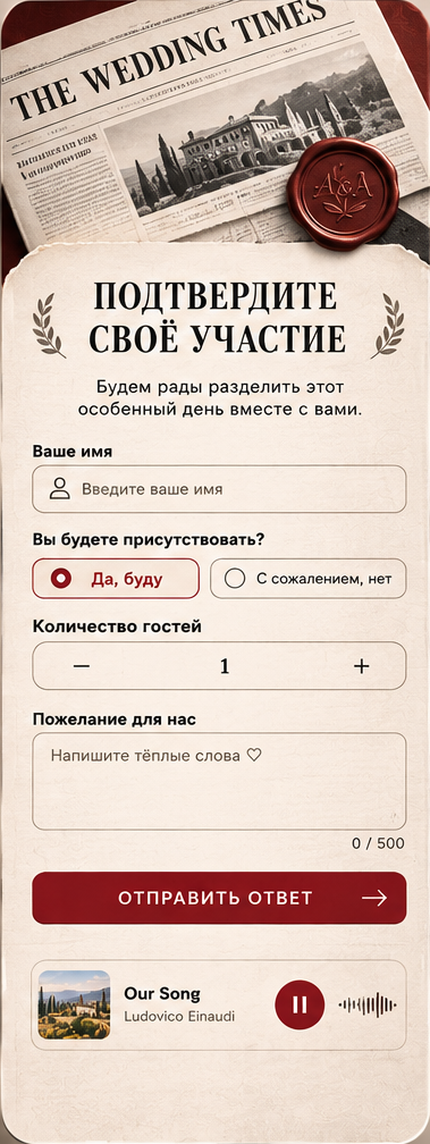 THE WEDDING TIMES
A&A
ПОДТВЕРДИТЕ
СВОЁ УЧАСТИЕ
Будем рады разделить этот
особенный день вместе с вами.
Ваше имя
Введите ваше имя
Вы будете присутствовать?
Да, буду
С сожалением, нет
Количество гостей
− 1 +
Пожелание для нас
Напишите тёплые слова ♡
0 / 500
ОТПРАВИТЬ ОТВЕТ →
Our Song
Ludovico Einaudi